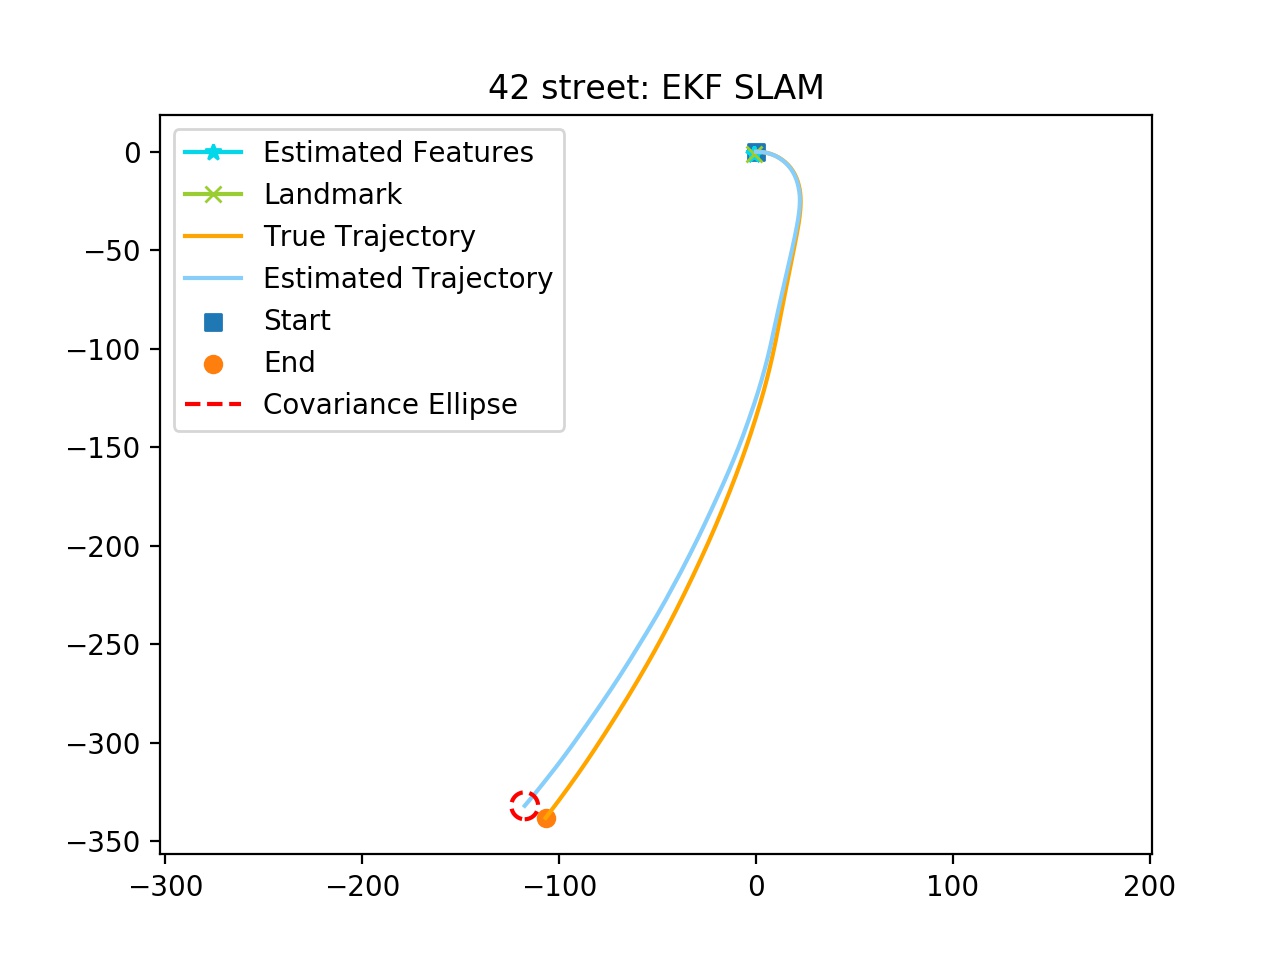 42 street: EKF SLAM
Estimated Features
Landmark
True Trajectory
Estimated Trajectory
Start
End
Covariance Ellipse
0
−50
−100
−150
−200
−250
−300
−350
−300 −200 −100 0 100 200